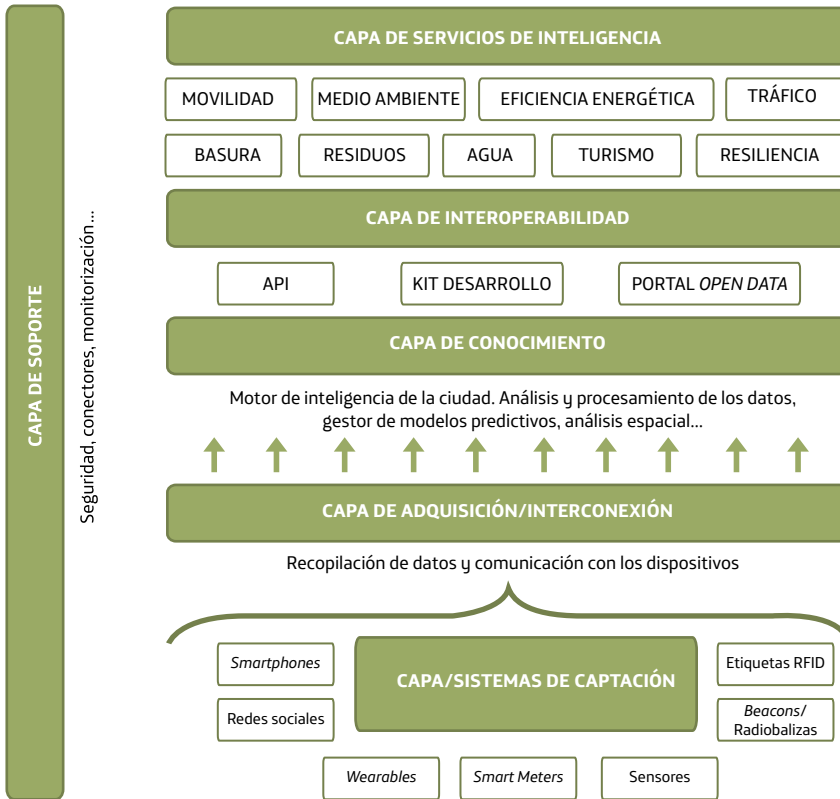 CAPA DE SOPORTE
Seguridad, conectores, monitorización...
CAPA DE SERVICIOS DE INTELIGENCIA
MOVILIDAD
MEDIO AMBIENTE
EFICIENCIA ENERGÉTICA
TRÁFICO
BASURA
RESIDUOS
AGUA
TURISMO
RESILIENCIA
CAPA DE INTEROPERABILIDAD
API
KIT DESARROLLO
PORTAL OPEN DATA
CAPA DE CONOCIMIENTO
Motor de inteligencia de la ciudad. Análisis y procesamiento de los datos,
gestor de modelos predictivos, análisis espacial...
CAPA DE ADQUISICIÓN/INTERCONEXIÓN
Recopilación de datos y comunicación con los dispositivos
Smartphones
CAPA/SISTEMAS DE CAPTACIÓN
Etiquetas RFID
Redes sociales
Beacons/
Radiobalizas
Wearables
Smart Meters
Sensores